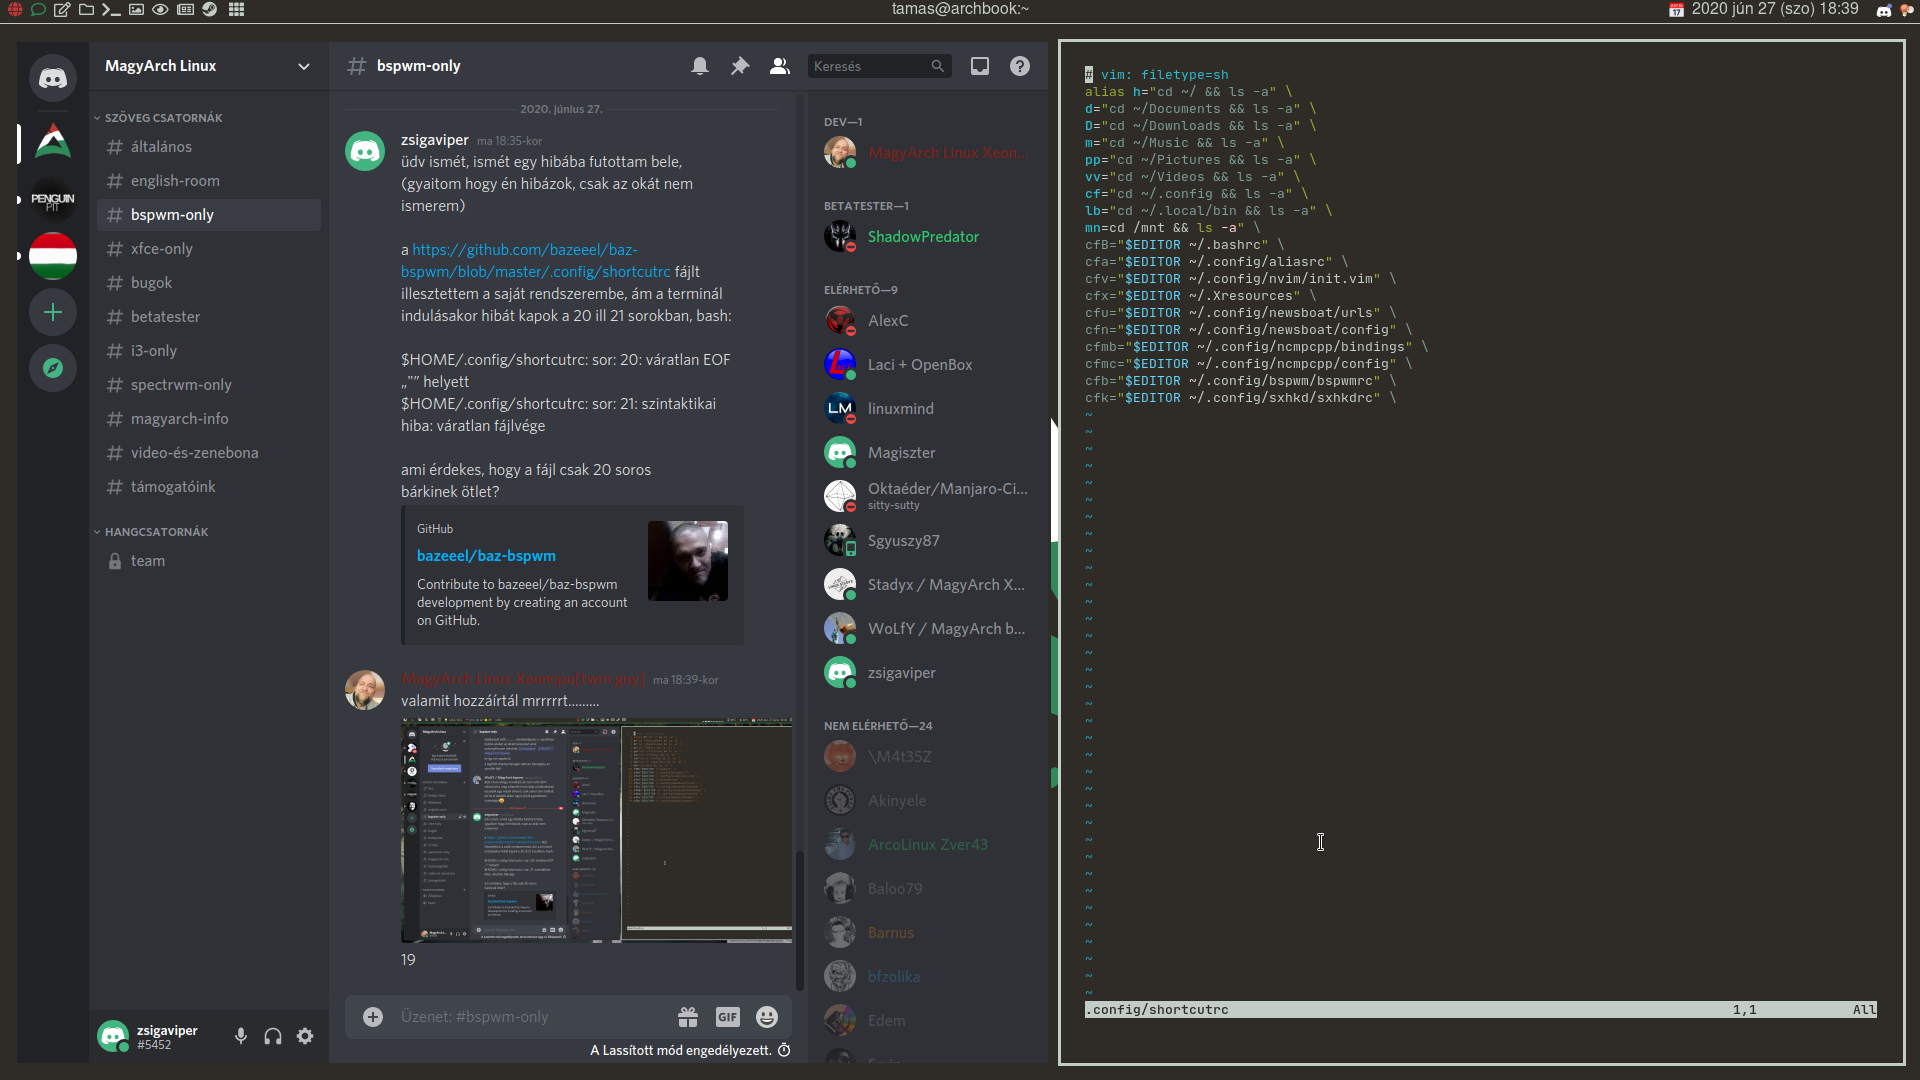 tamas@archbook:~
2020 jún 27 (szo) 18:39
MagyArch Linux
SZÖVEG CSATORNÁK
általános
english-room
bspwm-only
xfce-only
bugok
betatester
i3-only
spectrwm-only
magyarch-info
video-és-zenebona
támogatóink
HANGCSATORNÁK
team
PENGUIN
PIT
zsigaviper
#5452
bspwm-only
Keresés
2020. június 27.
zsigaviper ma 18:35-kor
üdv ismét, ismét egy hibába futottam bele,
(gyaitom hogy én hibázok, csak az okát nem
ismerem)
a https://github.com/bazeeel/baz-
bspwm/blob/master/.config/shortcutrc fájlt
illesztettem a saját rendszerembe, ám a terminál
indulásakor hibát kapok a 20 ill 21 sorokban, bash:
$HOME/.config/shortcutrc: sor: 20: váratlan EOF
„"” helyett
$HOME/.config/shortcutrc: sor: 21: szintaktikai
hiba: váratlan fájlvége
ami érdekes, hogy a fájl csak 20 soros
bárkinek ötlet?
GitHub
bazeeel/baz-bspwm
Contribute to bazeeel/baz-bspwm
development by creating an account
on GitHub.
MagyArch Linux Xeonspu[twm guy] ma 18:39-kor
valamit hozzáírtál mrrrrrt.........
19
Üzenet: #bspwm-only
GIF
A Lassított mód engedélyezett.
DEV—1
MagyArch Linux Xeon...
BETATESTER—1
ShadowPredator
ELÉRHETŐ—9
AlexC
Laci + OpenBox
LM
linuxmind
Magiszter
Oktaéder/Manjaro-Ci...
sitty-sutty
Sgyuszy87
Stadyx / MagyArch X...
WoLfY / MagyArch b...
zsigaviper
NEM ELÉRHETŐ—24
\M4t35Z
Akinyele
ArcoLinux Zver43
Baloo79
Barnus
bfzolika
Edem
# vim: filetype=sh
alias h="cd ~/ && ls -a" \
d="cd ~/Documents && ls -a" \
D="cd ~/Downloads && ls -a" \
m="cd ~/Music && ls -a" \
pp="cd ~/Pictures && ls -a" \
vv="cd ~/Videos && ls -a" \
cf="cd ~/.config && ls -a" \
lb="cd ~/.local/bin && ls -a" \
mn=cd /mnt && ls -a" \
cfB="$EDITOR ~/.bashrc" \
cfa="$EDITOR ~/.config/aliasrc" \
cfv="$EDITOR ~/.config/nvim/init.vim" \
cfx="$EDITOR ~/.Xresources" \
cfu="$EDITOR ~/.config/newsboat/urls" \
cfn="$EDITOR ~/.config/newsboat/config" \
cfmb="$EDITOR ~/.config/ncmpcpp/bindings" \
cfmc="$EDITOR ~/.config/ncmpcpp/config" \
cfb="$EDITOR ~/.config/bspwm/bspwmrc" \
cfk="$EDITOR ~/.config/sxhkd/sxhkdrc" \
.config/shortcutrc 1,1 All